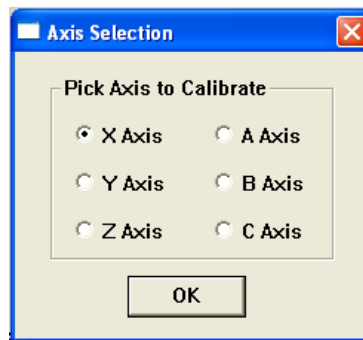 Axis Selection
Pick Axis to Calibrate
X Axis A Axis
Y Axis B Axis
Z Axis C Axis
OK